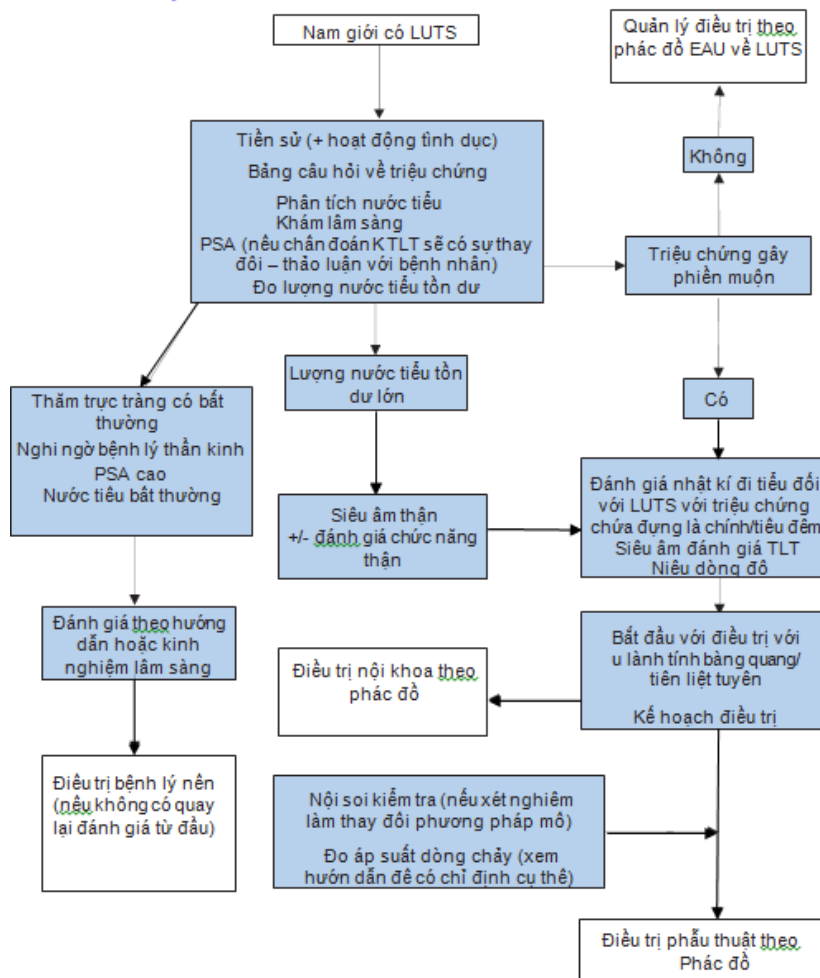 Nam giới có LUTS
Quản lý điều trị theo
phác đồ EAU về LUTS
Tiền sử (+ hoạt động tình dục)
Bảng câu hỏi về triệu chứng
Phân tích nước tiểu
Khám lâm sàng
PSA (nếu chẩn đoán K TLT sẽ có sự thay
đổi – thảo luận với bệnh nhân)
Đo lượng nước tiểu tồn dư
Không
Triệu chứng gây
phiền muộn
Có
Lượng nước tiểu tồn
dư lớn
Thăm trực tràng có bất
thường
Nghi ngờ bệnh lý thần kinh
PSA cao
Nước tiểu bất thường
Siêu âm thận
+/- đánh giá chức năng
thận
Đánh giá nhật kí đi tiểu đối
với LUTS với triệu chứng
chứa đựng là chính/tiểu đêm
Siêu âm đánh giá TLT
Niệu dòng đồ
Đánh giá theo hướng
dẫn hoặc kinh
nghiệm lâm sàng
Điều trị nội khoa theo
phác đồ
Bắt đầu với điều trị với
u lành tính bàng quang/
tiên liệt tuyên
Kế hoạch điều trị
Điều trị bệnh lý nền
(nếu không có quay
lại đánh giá từ đầu)
Nội soi kiểm tra (nếu xét nghiêm
làm thay đổi phương pháp mổ)
Đo áp suất dòng chảy (xem
hướn dẫn để có chỉ định cụ thể)
Điều trị phẫu thuật theo
Phác đồ